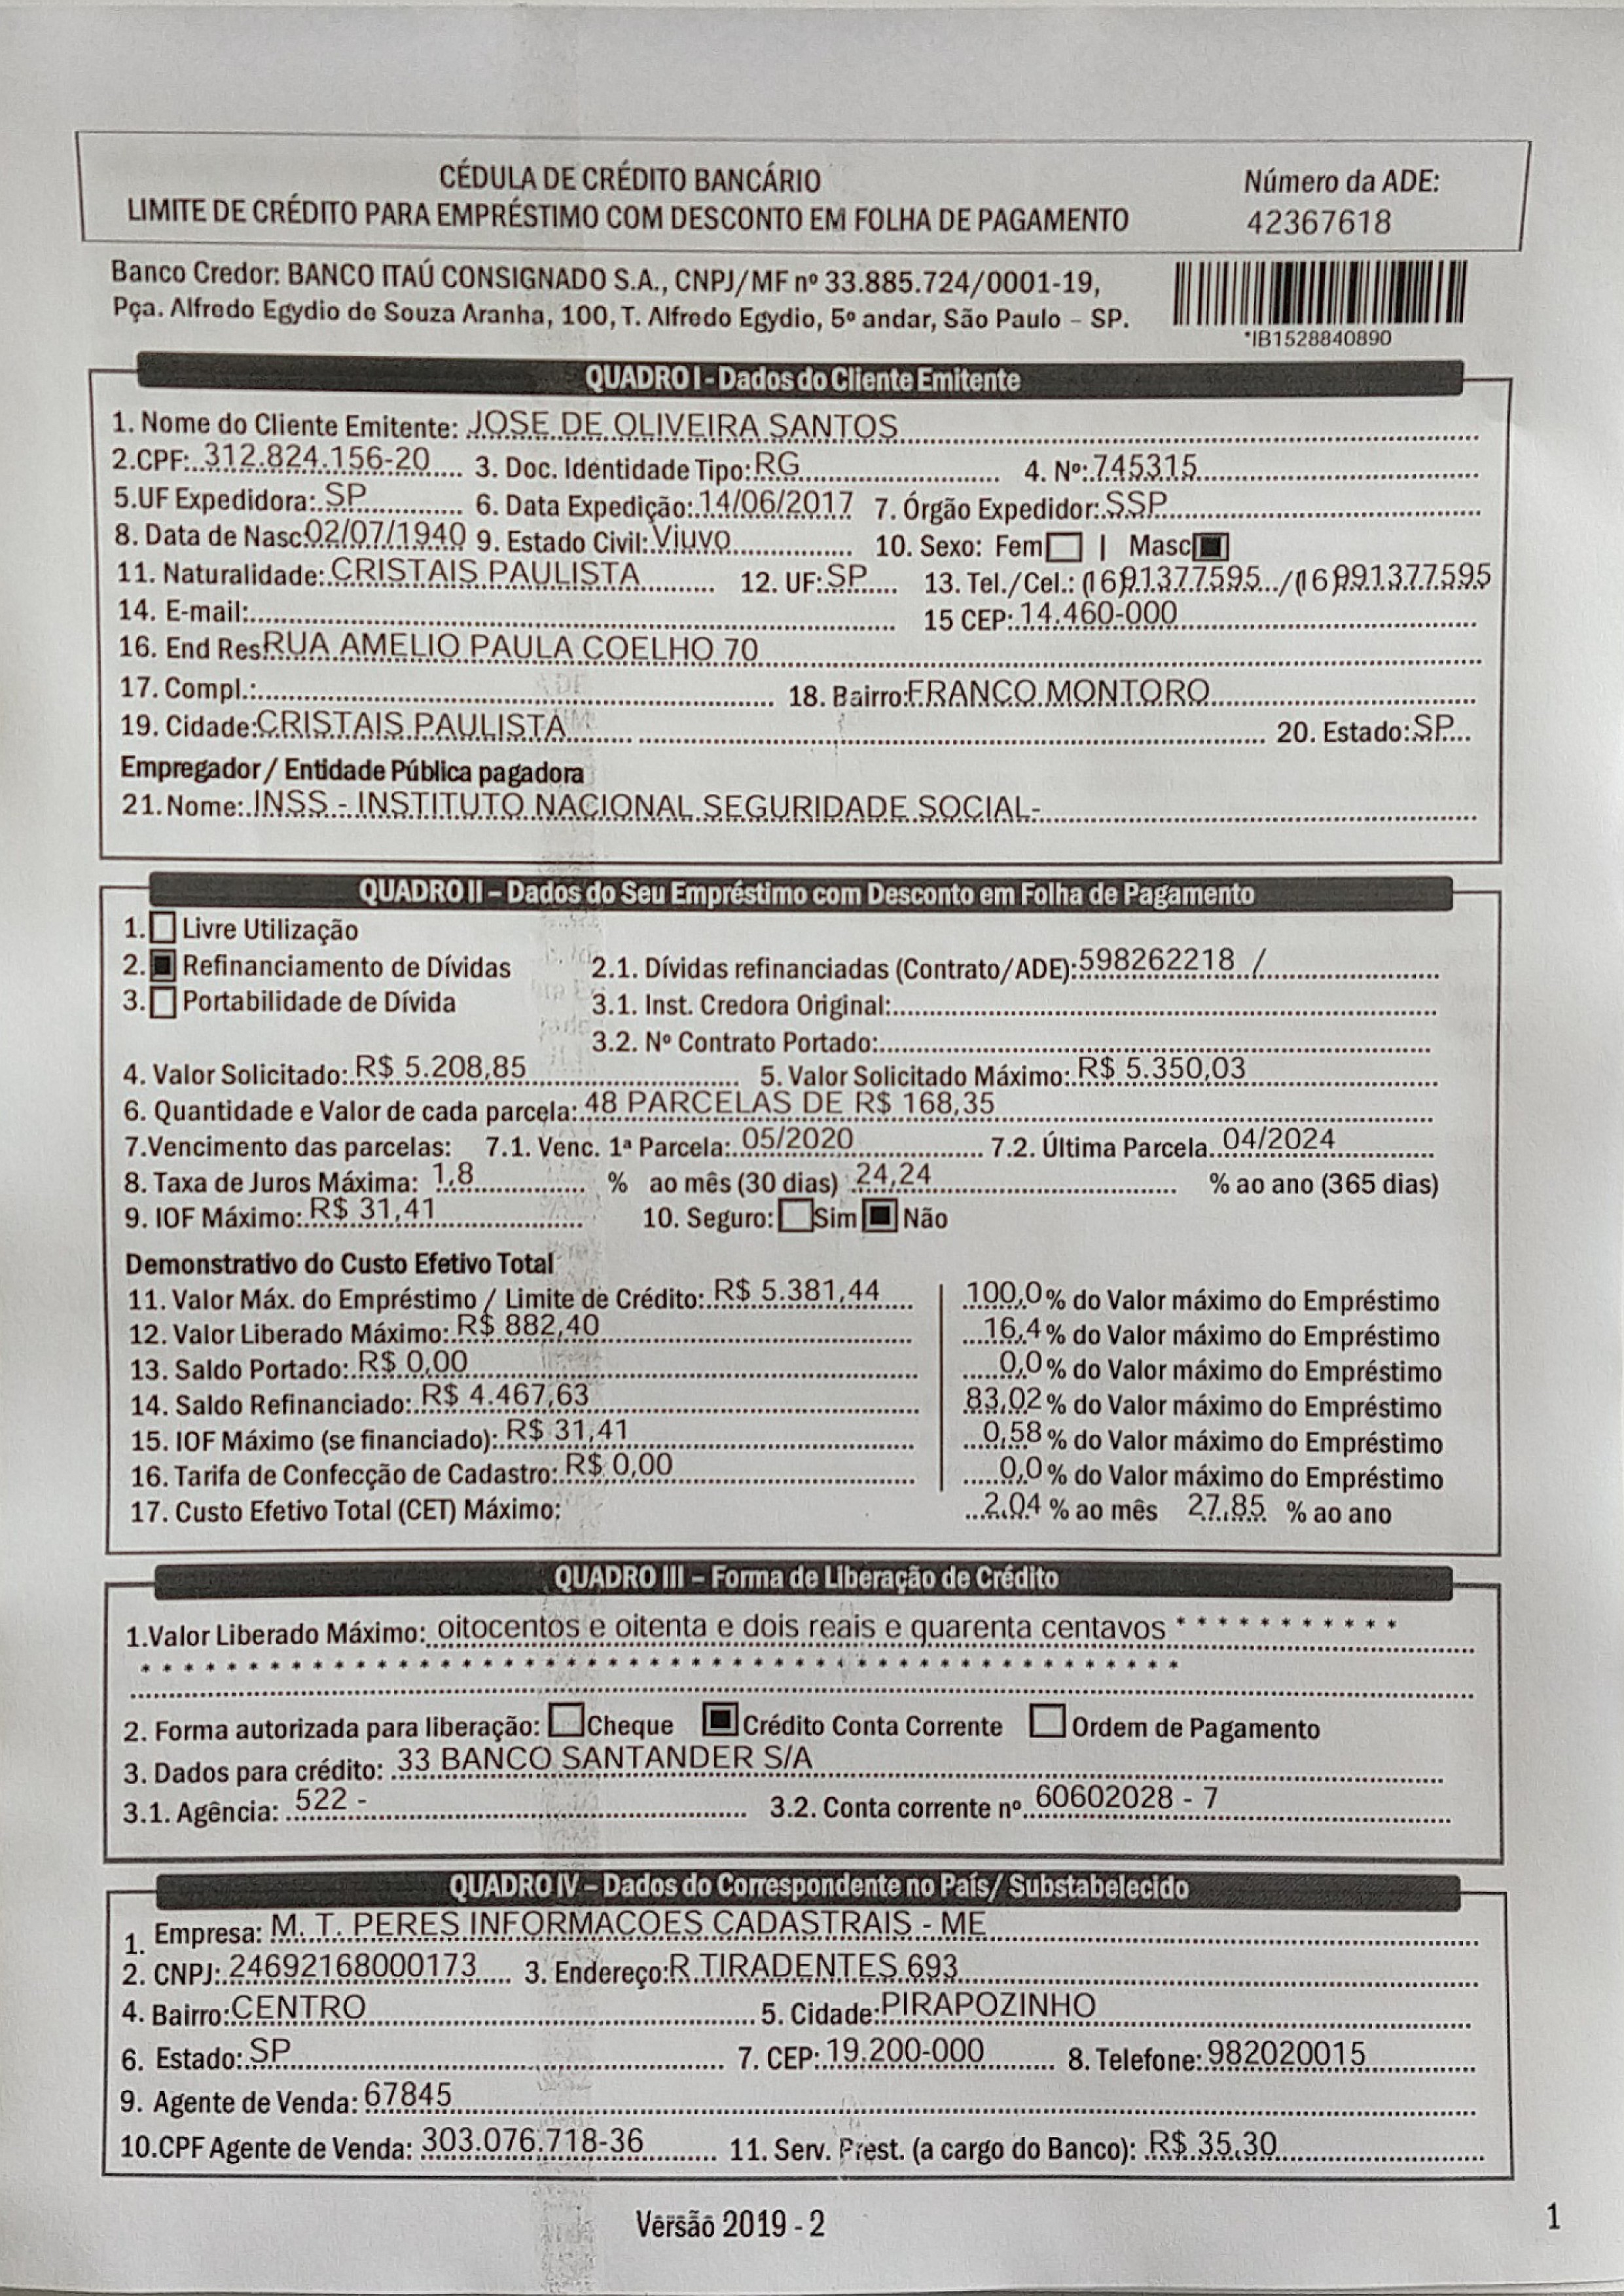 CÉDULA DE CRÉDITO BANCÁRIO
LIMITE DE CRÉDITO PARA EMPRÉSTIMO COM DESCONTO EM FOLHA DE PAGAMENTO
Número da ADE:
42367618
Banco Credor: BANCO ITAÚ CONSIGNADO S.A., CNPJ/MF nº 33.885.724/0001-19,
Pça. Alfredo Egydio de Souza Aranha, 100, T. Alfredo Egydio, 5º andar, São Paulo - SP.
*IB1528840890
QUADRO I - Dados do Cliente Emitente
1. Nome do Cliente Emitente: JOSE DE OLIVEIRA SANTOS
2.CPF: 312.824.156-20 3. Doc. Identidade Tipo: RG 4. Nº: 745315
5.UF Expedidora: SP 6. Data Expedição: 14/06/2017 7. Órgão Expedidor: SSP
8. Data de Nasc: 02/07/1940 9. Estado Civil: Viuvo 10. Sexo: Fem | Masc
11. Naturalidade: CRISTAIS PAULISTA 12. UF: SP 13. Tel./Cel.: (16)91377595 /(16)991377595
14. E-mail: 15 CEP: 14.460-000
16. End Res RUA AMELIO PAULA COELHO 70
17. Compl.: 18. Bairro: FRANCO MONTORO
19. Cidade: CRISTAIS PAULISTA 20. Estado: SP
Empregador / Entidade Pública pagadora
21. Nome: INSS - INSTITUTO NACIONAL SEGURIDADE SOCIAL-
QUADRO II – Dados do Seu Empréstimo com Desconto em Folha de Pagamento
1. Livre Utilização
2. Refinanciamento de Dívidas 2.1. Dívidas refinanciadas (Contrato/ADE): 598262218 /
3. Portabilidade de Dívida 3.1. Inst. Credora Original:
3.2. Nº Contrato Portado:
4. Valor Solicitado: R$ 5.208,85 5. Valor Solicitado Máximo: R$ 5.350,03
6. Quantidade e Valor de cada parcela: 48 PARCELAS DE R$ 168,35
7.Vencimento das parcelas: 7.1. Venc. 1ª Parcela: 05/2020 7.2. Última Parcela 04/2024
8. Taxa de Juros Máxima: 1,8 % ao mês (30 dias) 24,24 % ao ano (365 dias)
9. IOF Máximo: R$ 31,41 10. Seguro: Sim Não
Demonstrativo do Custo Efetivo Total
11. Valor Máx. do Empréstimo / Limite de Crédito: R$ 5.381,44 100,0 % do Valor máximo do Empréstimo
12. Valor Liberado Máximo: R$ 882,40 16,4 % do Valor máximo do Empréstimo
13. Saldo Portado: R$ 0,00 0,0 % do Valor máximo do Empréstimo
14. Saldo Refinanciado: R$ 4.467,63 83,02 % do Valor máximo do Empréstimo
15. IOF Máximo (se financiado): R$ 31,41 0,58 % do Valor máximo do Empréstimo
16. Tarifa de Confecção de Cadastro: R$ 0,00 0,0 % do Valor máximo do Empréstimo
17. Custo Efetivo Total (CET) Máximo: 2,04 % ao mês 27,85 % ao ano
QUADRO III – Forma de Liberação de Crédito
1.Valor Liberado Máximo: oitocentos e oitenta e dois reais e quarenta centavos * * * * * * * * * * *
* * * * * * * * * * * * * * * * * * * * * * * * * * * * * * * * * * * * * * * * * * * * * * * * *
2. Forma autorizada para liberação: Cheque Crédito Conta Corrente Ordem de Pagamento
3. Dados para crédito: 33 BANCO SANTANDER S/A
3.1. Agência: 522 - 3.2. Conta corrente nº 60602028 - 7
QUADRO IV – Dados do Correspondente no País/ Substabelecido
1. Empresa: M. T. PERES INFORMACOES CADASTRAIS - ME
2. CNPJ: 24692168000173 3. Endereço: R TIRADENTES 693
4. Bairro: CENTRO 5. Cidade: PIRAPOZINHO
6. Estado: SP 7. CEP: 19.200-000 8. Telefone: 982020015
9. Agente de Venda: 67845
10.CPF Agente de Venda: 303.076.718-36 11. Serv. Prest. (a cargo do Banco): R$ 35,30
Versão 2019 - 2
1